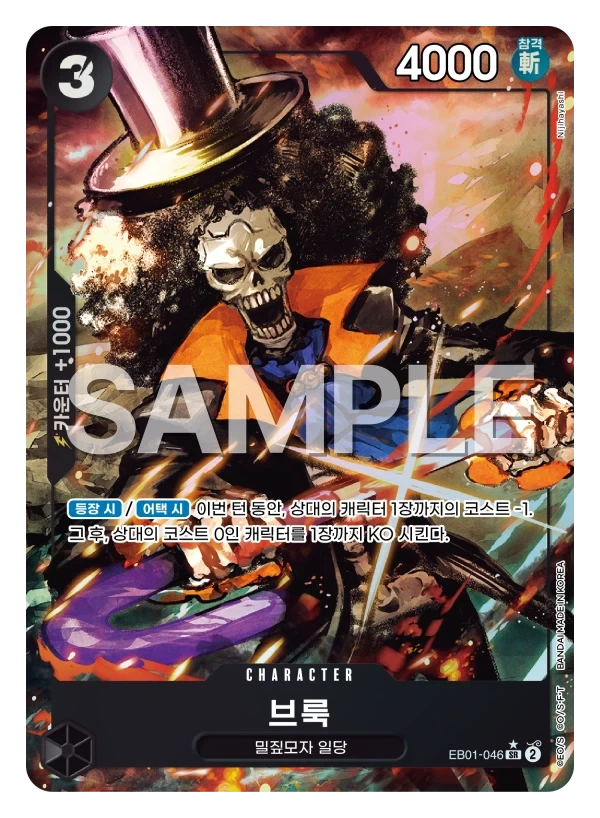 3
4000
참격
斬
Nijihayashi
⚡카운터 +1000
SAMPLE
등장 시 / 어택 시 이번 턴 동안, 상대의 캐릭터 1장까지의 코스트 -1.
그 후, 상대의 코스트 0인 캐릭터를 1장까지 KO 시킨다.
CHARACTER
브룩
밀짚모자 일당
EB01-046 SR ★ 2
©EO/S ©O/S·F·T BANDAI MADE IN KOREA